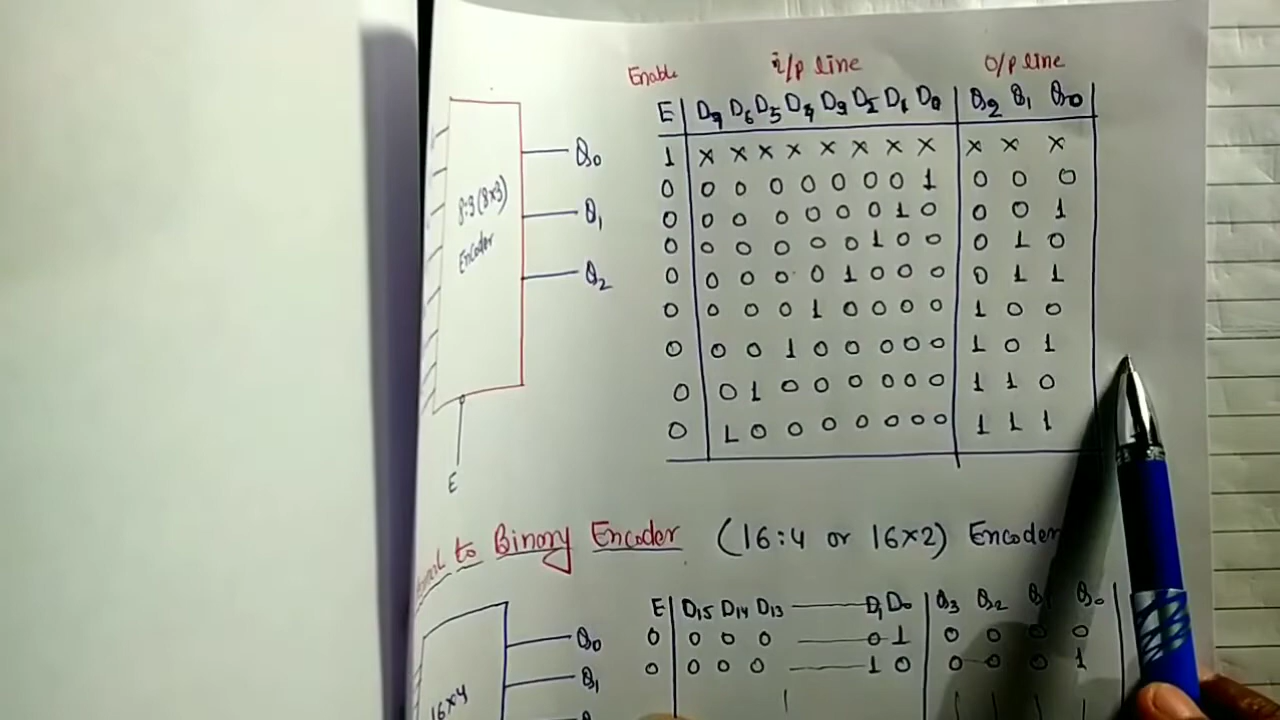 Enable i/p line O/p line
E D7 D6 D5 D4 D3 D2 D1 D0 Q2 Q1 Q0
1 x x x x x x x x x x x
0 0 0 0 0 0 0 0 1 0 0 0
0 0 0 0 0 0 0 1 0 0 0 1
0 0 0 0 0 0 1 0 0 0 1 0
0 0 0 0 0 1 0 0 0 0 1 1
0 0 0 0 1 0 0 0 0 1 0 0
0 0 0 1 0 0 0 0 0 1 0 1
0 0 1 0 0 0 0 0 0 1 1 0
0 1 0 0 0 0 0 0 0 1 1 1
Q0
8:3(8x3)
Q1
Encoder
Q2
E
to Binary Encoder (16:4 or 16x2) Encoder
E D15 D14 D13 D1 D0 Q3 Q2 Q1 Q0
0 0 0 0 0 1 0 0 0 0
0 0 0 0 1 0 0 0 0 1
Q0
Q1
16x4